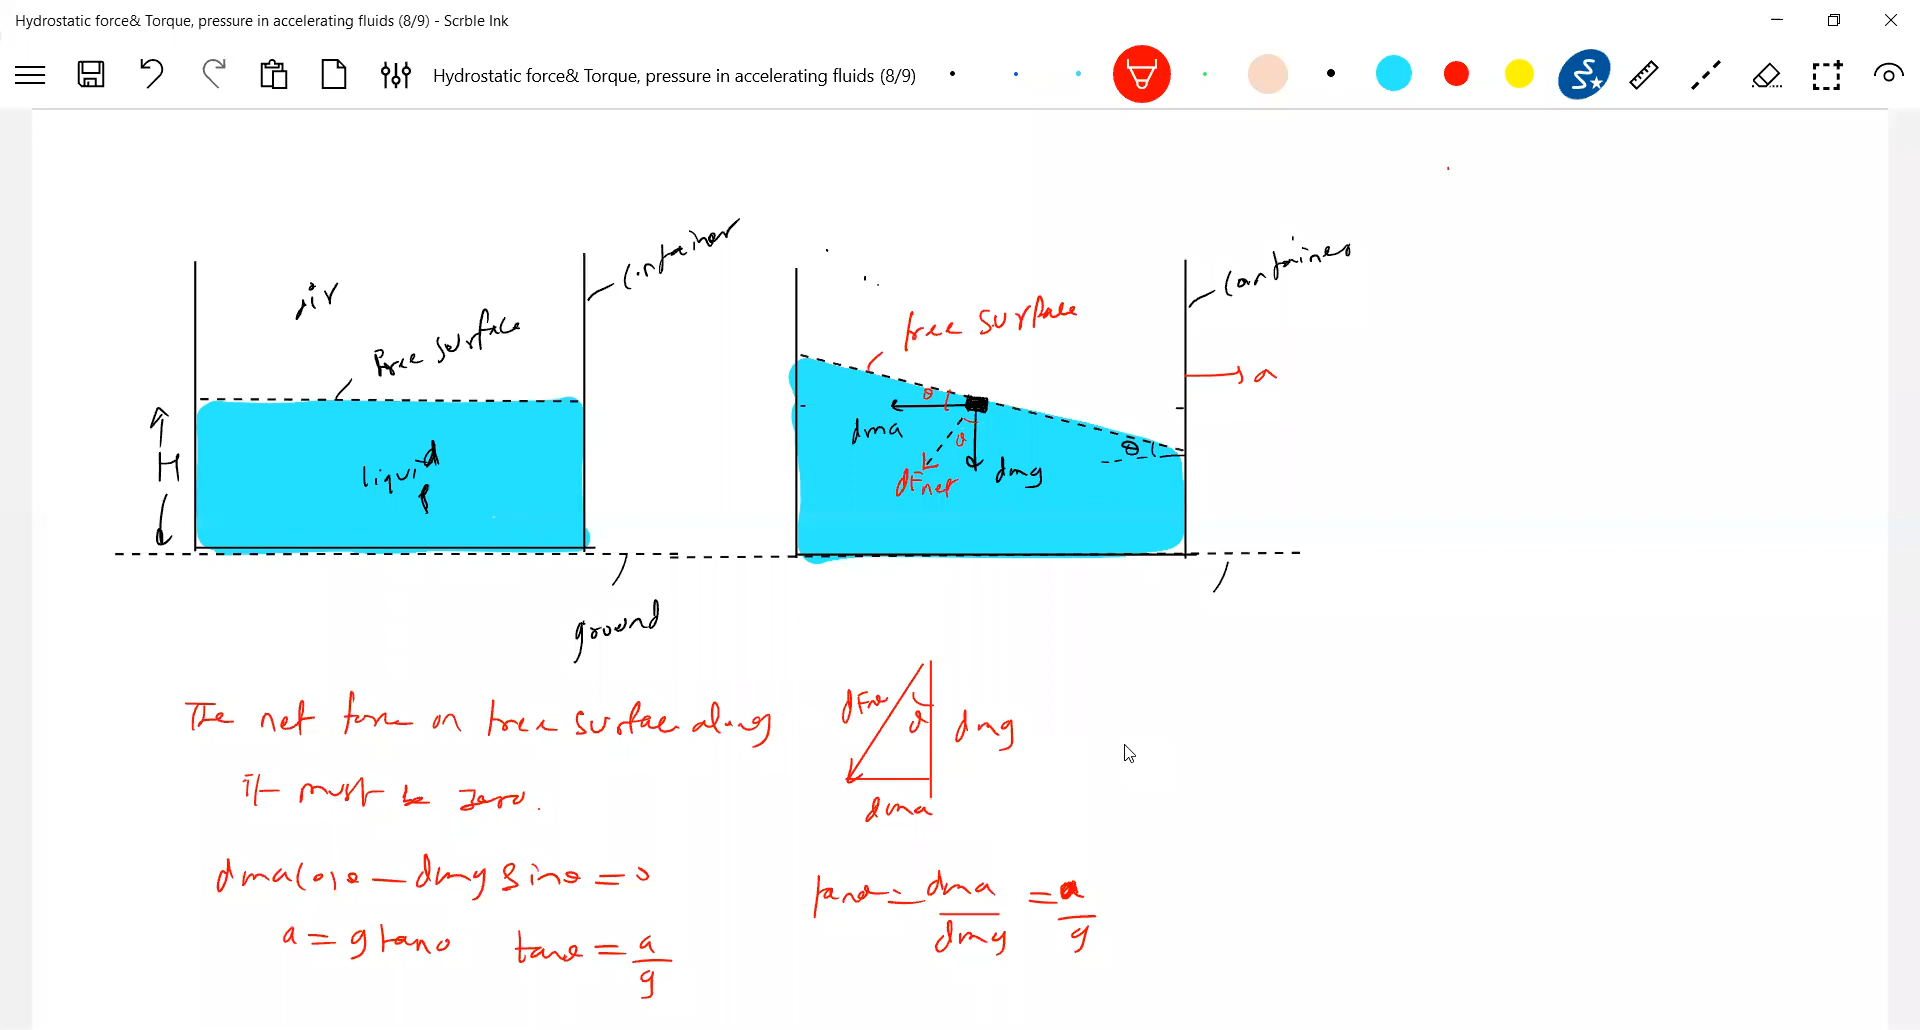 Hydrostatic force& Torque, pressure in accelerating fluids (8/9) - Scrble Ink
Hydrostatic force& Torque, pressure in accelerating fluids (8/9)
air
free surface
container
H
liquid
ρ
ground
free surface
container
a
θ
dma
θ
dFnet
dmg
θ
The net force on free surface along
it must be zero.
dma cosθ - dmg sinθ = 0
a = g tanθ
tanθ = a/g
dFne
θ
dmg
dma
tanθ = dma/dmg = a/g